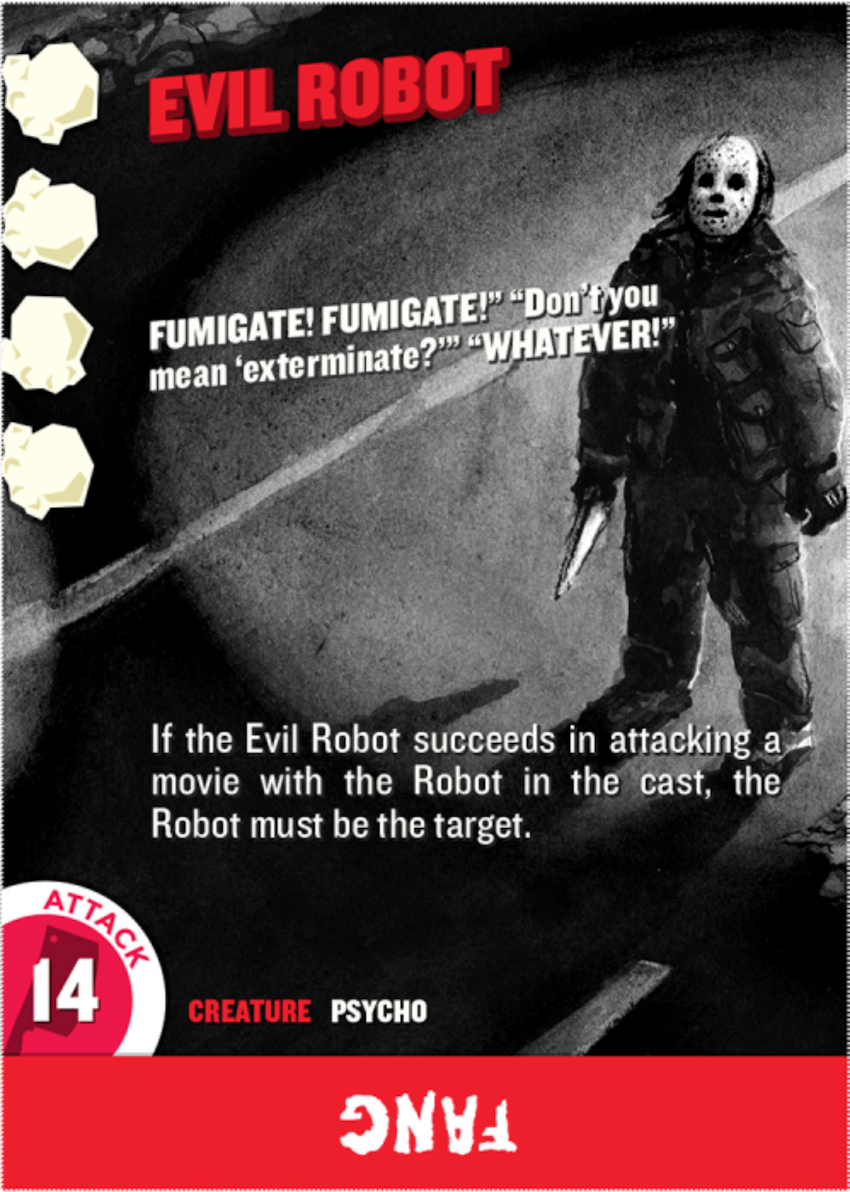 EVIL ROBOT
FUMIGATE! FUMIGATE!” “Don’t you
mean ‘exterminate?’” “WHATEVER!”
If the Evil Robot succeeds in attacking a
movie with the Robot in the cast, the
Robot must be the target.
ATTACK
14
CREATURE PSYCHO
FANG